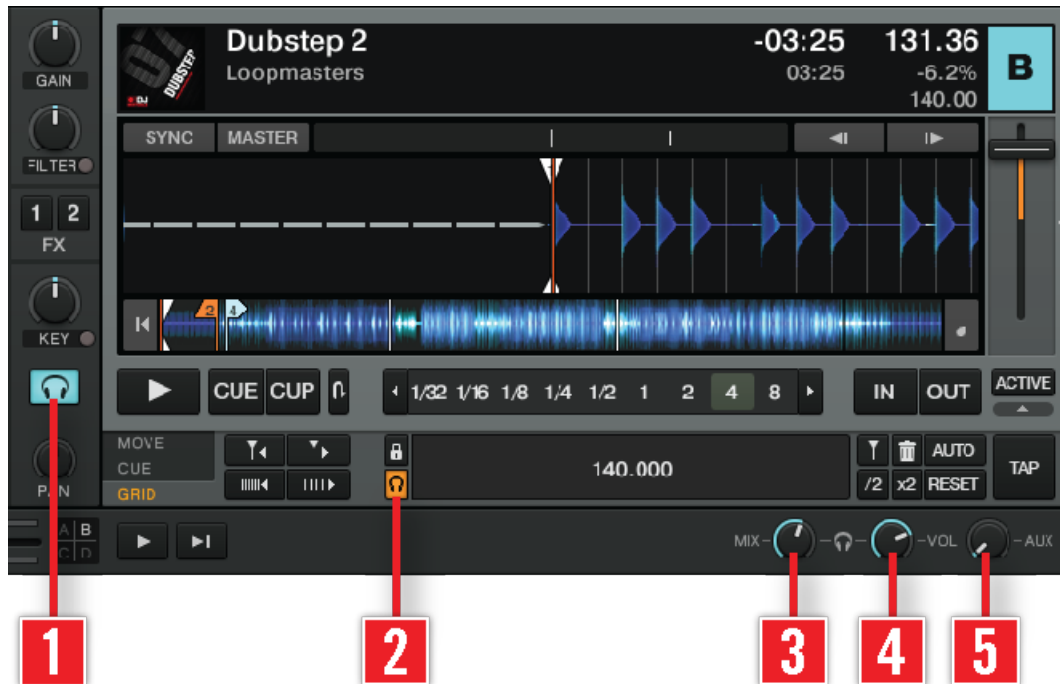 GAIN
FILTER
1 2
FX
KEY
PAN
DJ
DUBSTEP
Dubstep 2
Loopmasters
-03:25
03:25
131.36
-6.2%
140.00
B
SYNC MASTER
1
2 4
CUE CUP
1/32 1/16 1/8 1/4 1/2 1 2 4 8
IN OUT
ACTIVE
MOVE
CUE
GRID
140.000
AUTO
/2 x2 RESET
TAP
A B
C D
MIX VOL AUX
1 2 3 4 5